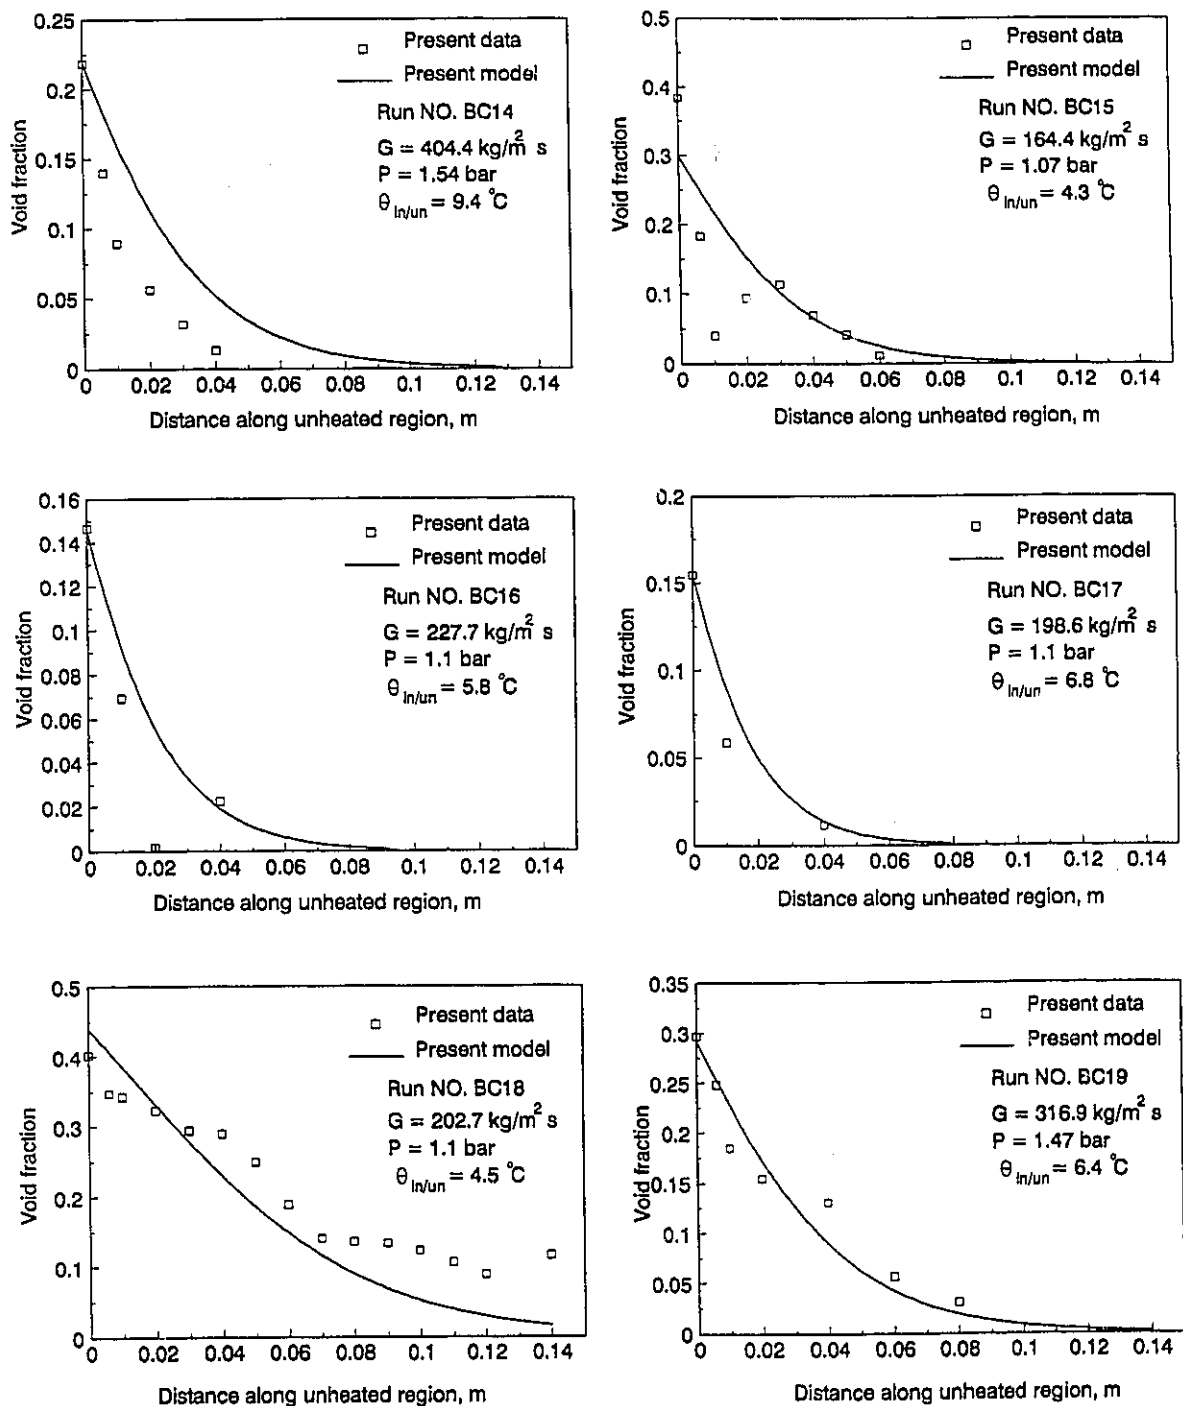 0.25
0.2
0.15
0.1
0.05
0
Void fraction
Present data
Present model
Run NO. BC14
G = 404.4 kg/m² s
P = 1.54 bar
θ In/un = 9.4 °C
0 0.02 0.04 0.06 0.08 0.1 0.12 0.14
Distance along unheated region, m
0.5
0.4
0.3
0.2
0.1
0
Void fraction
Present data
Present model
Run NO. BC15
G = 164.4 kg/m² s
P = 1.07 bar
θ In/un = 4.3 °C
0 0.02 0.04 0.06 0.08 0.1 0.12 0.14
Distance along unheated region, m
0.16
0.14
0.12
0.1
0.08
0.06
0.04
0.02
0
Void fraction
Present data
Present model
Run NO. BC16
G = 227.7 kg/m² s
P = 1.1 bar
θ In/un = 5.8 °C
0 0.02 0.04 0.06 0.08 0.1 0.12 0.14
Distance along unheated region, m
0.2
0.15
0.1
0.05
0
Void fraction
Present data
Present model
Run NO. BC17
G = 198.6 kg/m² s
P = 1.1 bar
θ In/un = 6.8 °C
0 0.02 0.04 0.06 0.08 0.1 0.12 0.14
Distance along unheated region, m
0.5
0.4
0.3
0.2
0.1
0
Void fraction
Present data
Present model
Run NO. BC18
G = 202.7 kg/m² s
P = 1.1 bar
θ In/un = 4.5 °C
0 0.02 0.04 0.06 0.08 0.1 0.12 0.14
Distance along unheated region, m
0.35
0.3
0.25
0.2
0.15
0.1
0.05
0
Void fraction
Present data
Present model
Run NO. BC19
G = 316.9 kg/m² s
P = 1.47 bar
θ In/un = 6.4 °C
0 0.02 0.04 0.06 0.08 0.1 0.12 0.14
Distance along unheated region, m